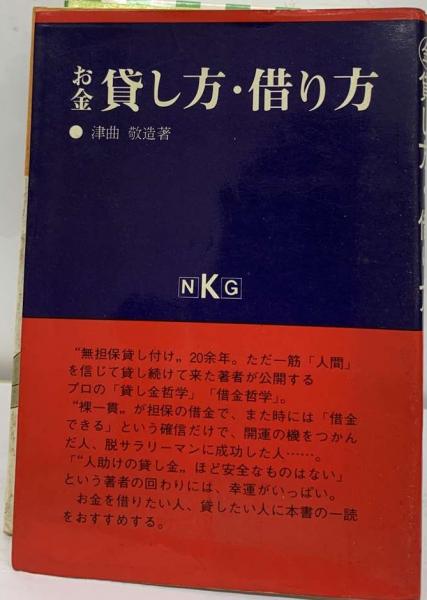 お金 貸し方・借り方
● 津曲 敬造著
NKG
“無担保貸し付け„ 20余年。ただ一筋「人間」
を信じて貸し続けて来た著者が公開する
プロの「貸し金哲学」「借金哲学」。
“裸一貫„ が担保の借金で、また時には「借金
できる」という確信だけで、開運の機をつかん
だ人、脱サラリーマンに成功した人……。
「“人助けの貸し金„ ほど安全なものはない」
という著者の回わりには、幸運がいっぱい。
お金を借りたい人、貸したい人に本書の一読
をおすすめする。